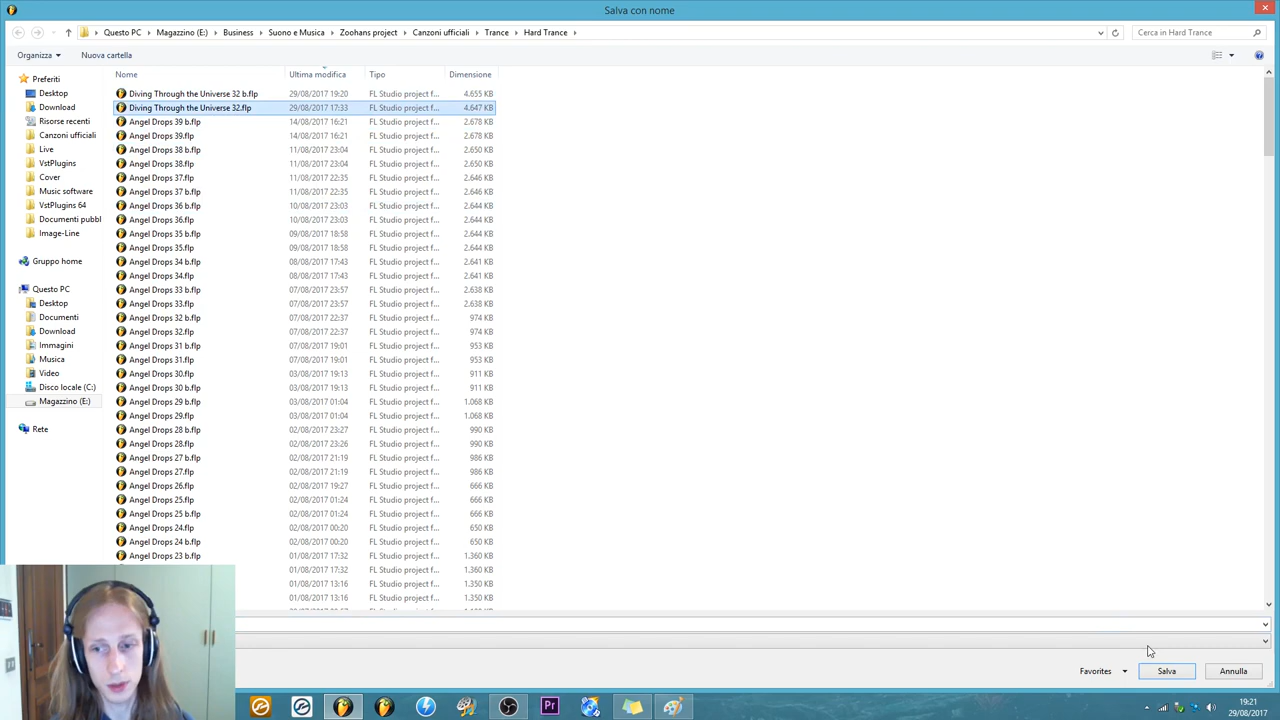 Salva con nome
Questo PC Magazzino (E:) Business Suono e Musica Zoohans project Canzoni ufficiali Trance Hard Trance
Cerca in Hard Trance
Organizza Nuova cartella
Nome Ultima modifica Tipo Dimensione
Diving Through the Universe 32 b.flp 29/08/2017 19:20 FL Studio project f... 4.655 KB
Diving Through the Universe 32.flp 29/08/2017 17:33 FL Studio project f... 4.647 KB
Angel Drops 39 b.flp 14/08/2017 16:21 FL Studio project f... 2.678 KB
Angel Drops 39.flp 14/08/2017 16:21 FL Studio project f... 2.678 KB
Angel Drops 38 b.flp 11/08/2017 23:04 FL Studio project f... 2.650 KB
Angel Drops 38.flp 11/08/2017 23:04 FL Studio project f... 2.650 KB
Angel Drops 37.flp 11/08/2017 22:35 FL Studio project f... 2.646 KB
Angel Drops 37 b.flp 11/08/2017 22:35 FL Studio project f... 2.646 KB
Angel Drops 36 b.flp 10/08/2017 23:03 FL Studio project f... 2.644 KB
Angel Drops 36.flp 10/08/2017 23:03 FL Studio project f... 2.644 KB
Angel Drops 35 b.flp 09/08/2017 18:58 FL Studio project f... 2.644 KB
Angel Drops 35.flp 09/08/2017 18:58 FL Studio project f... 2.644 KB
Angel Drops 34 b.flp 08/08/2017 17:43 FL Studio project f... 2.641 KB
Angel Drops 34.flp 08/08/2017 17:43 FL Studio project f... 2.641 KB
Angel Drops 33 b.flp 07/08/2017 23:57 FL Studio project f... 2.638 KB
Angel Drops 33.flp 07/08/2017 23:57 FL Studio project f... 2.638 KB
Angel Drops 32 b.flp 07/08/2017 22:37 FL Studio project f... 974 KB
Angel Drops 32.flp 07/08/2017 22:37 FL Studio project f... 974 KB
Angel Drops 31 b.flp 07/08/2017 19:01 FL Studio project f... 953 KB
Angel Drops 31.flp 07/08/2017 19:01 FL Studio project f... 953 KB
Angel Drops 30.flp 03/08/2017 19:13 FL Studio project f... 911 KB
Angel Drops 30 b.flp 03/08/2017 19:13 FL Studio project f... 911 KB
Angel Drops 29 b.flp 03/08/2017 01:04 FL Studio project f... 1.068 KB
Angel Drops 29.flp 03/08/2017 01:04 FL Studio project f... 1.068 KB
Angel Drops 28 b.flp 02/08/2017 23:27 FL Studio project f... 990 KB
Angel Drops 28.flp 02/08/2017 23:26 FL Studio project f... 990 KB
Angel Drops 27 b.flp 02/08/2017 21:19 FL Studio project f... 986 KB
Angel Drops 27.flp 02/08/2017 21:19 FL Studio project f... 986 KB
Angel Drops 26.flp 02/08/2017 19:27 FL Studio project f... 666 KB
Angel Drops 25.flp 02/08/2017 01:24 FL Studio project f... 666 KB
Angel Drops 25 b.flp 02/08/2017 01:24 FL Studio project f... 666 KB
Angel Drops 24.flp 02/08/2017 00:20 FL Studio project f... 650 KB
Angel Drops 24 b.flp 02/08/2017 00:20 FL Studio project f... 650 KB
Angel Drops 23 b.flp 01/08/2017 17:32 FL Studio project f... 1.360 KB
01/08/2017 17:32 FL Studio project f... 1.360 KB
01/08/2017 13:16 FL Studio project f... 1.350 KB
01/08/2017 13:16 FL Studio project f... 1.350 KB
Preferiti
Desktop
Download
Risorse recenti
Canzoni ufficiali
Live
VstPlugins
Cover
Music software
VstPlugins 64
Documenti pubbl
Image-Line
Gruppo home
Questo PC
Desktop
Documenti
Download
Immagini
Musica
Video
Disco locale (C:)
Magazzino (E:)
Rete
Favorites Salva Annulla
Pr
19:21
29/08/2017